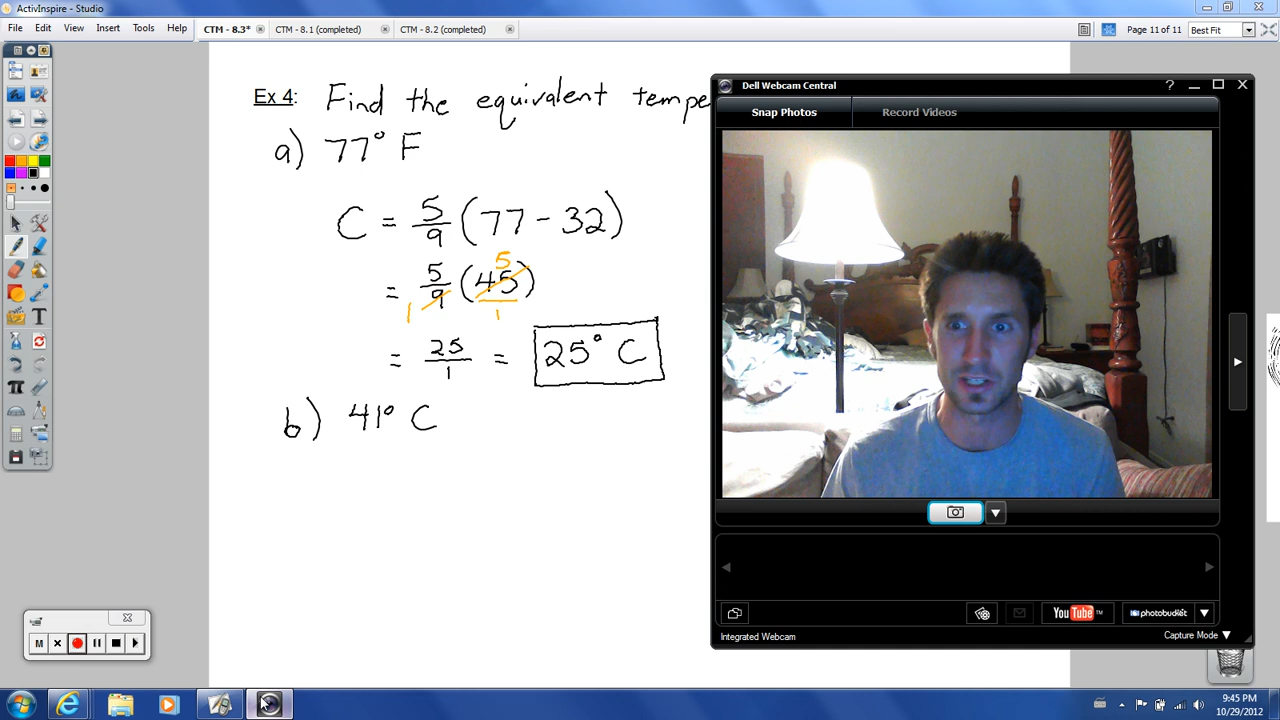 ActivInspire - Studio
File Edit View Insert Tools Help
CTM - 8.3* CTM - 8.1 (completed) CTM - 8.2 (completed)
Page 11 of 11 Best Fit
Ex 4: Find the equivalent tempe
a) 77° F
C = 5/9 (77 - 32)
= 5/9 (45) 5
1 1
= 25/1 = 25° C
b) 41° C
Dell Webcam Central
Snap Photos Record Videos
You Tube ™ photobucket
Integrated Webcam Capture Mode
M
9:45 PM
10/29/2012